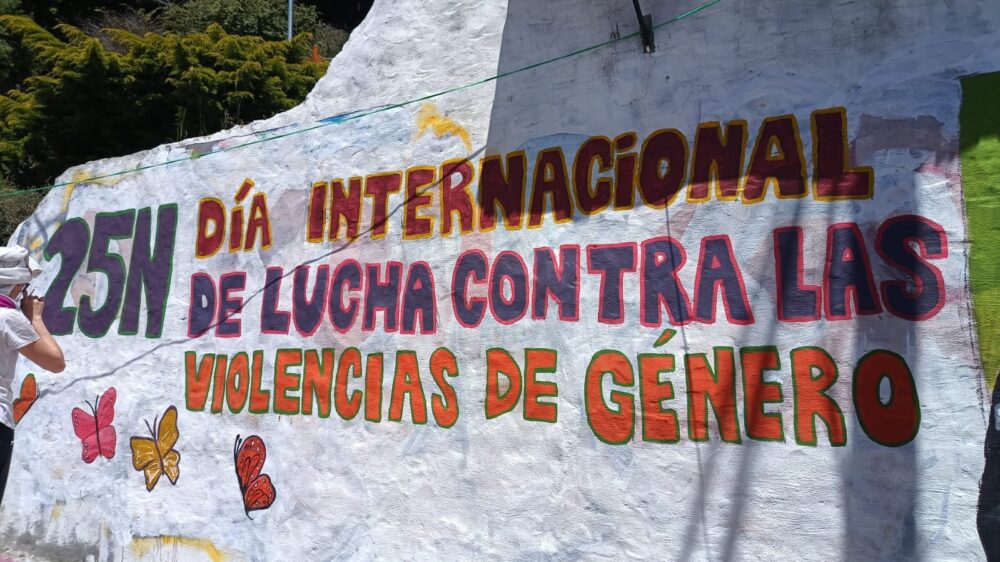 25N
DÍA INTERNACIONAL
DE LUCHA CONTRA LAS
VIOLENCIAS DE GÉNERO